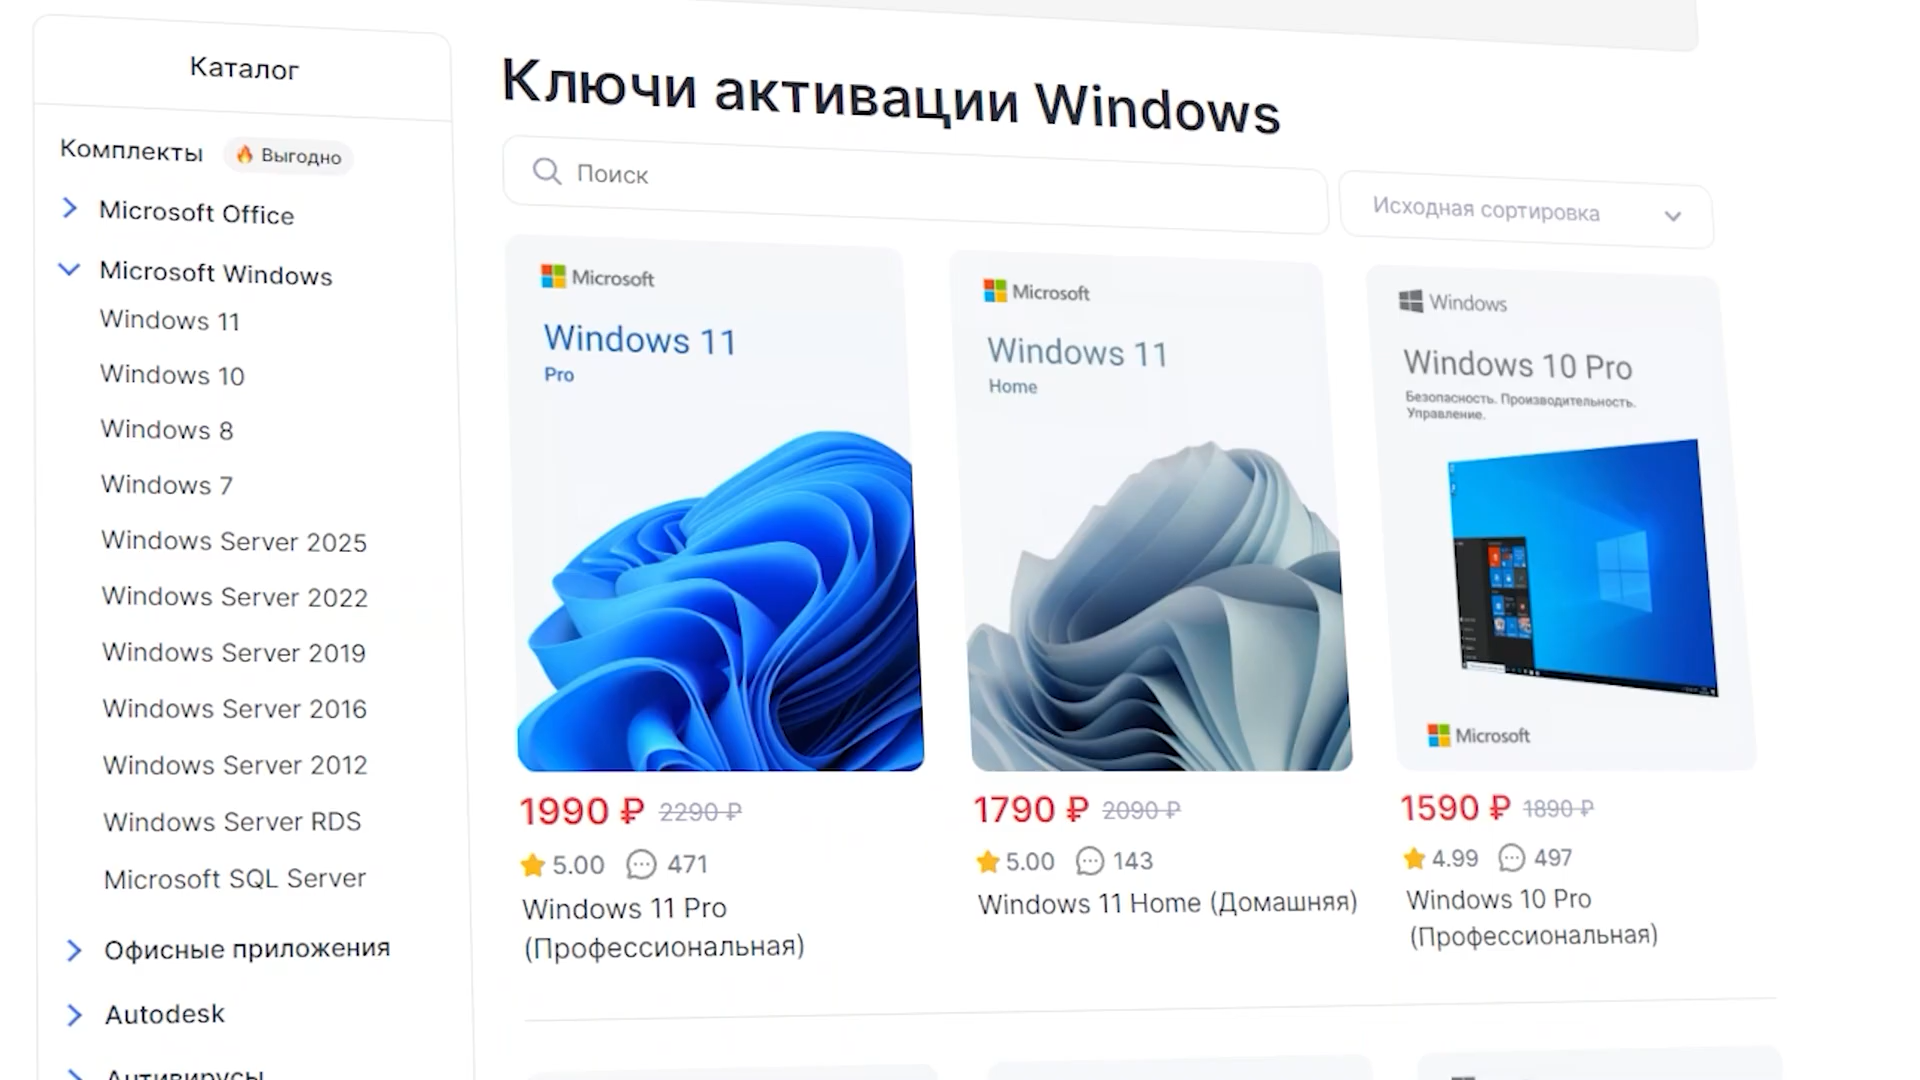 Каталог
Комплекты
🔥 Выгодно
Microsoft Office
Microsoft Windows
Windows 11
Windows 10
Windows 8
Windows 7
Windows Server 2025
Windows Server 2022
Windows Server 2019
Windows Server 2016
Windows Server 2012
Windows Server RDS
Microsoft SQL Server
Офисные приложения
Autodesk
Антивирусы
Ключи активации Windows
Поиск
Исходная сортировка
Microsoft
Windows 11
Pro
1990 ₽ 2290 ₽
5.00 471
Windows 11 Pro
(Профессиональная)
Microsoft
Windows 11
Home
1790 ₽ 2090 ₽
5.00 143
Windows 11 Home (Домашняя)
Windows
Windows 10 Pro
Безопасность. Производительность.
Управление.
Microsoft
1590 ₽ 1890 ₽
4.99 497
Windows 10 Pro
(Профессиональная)